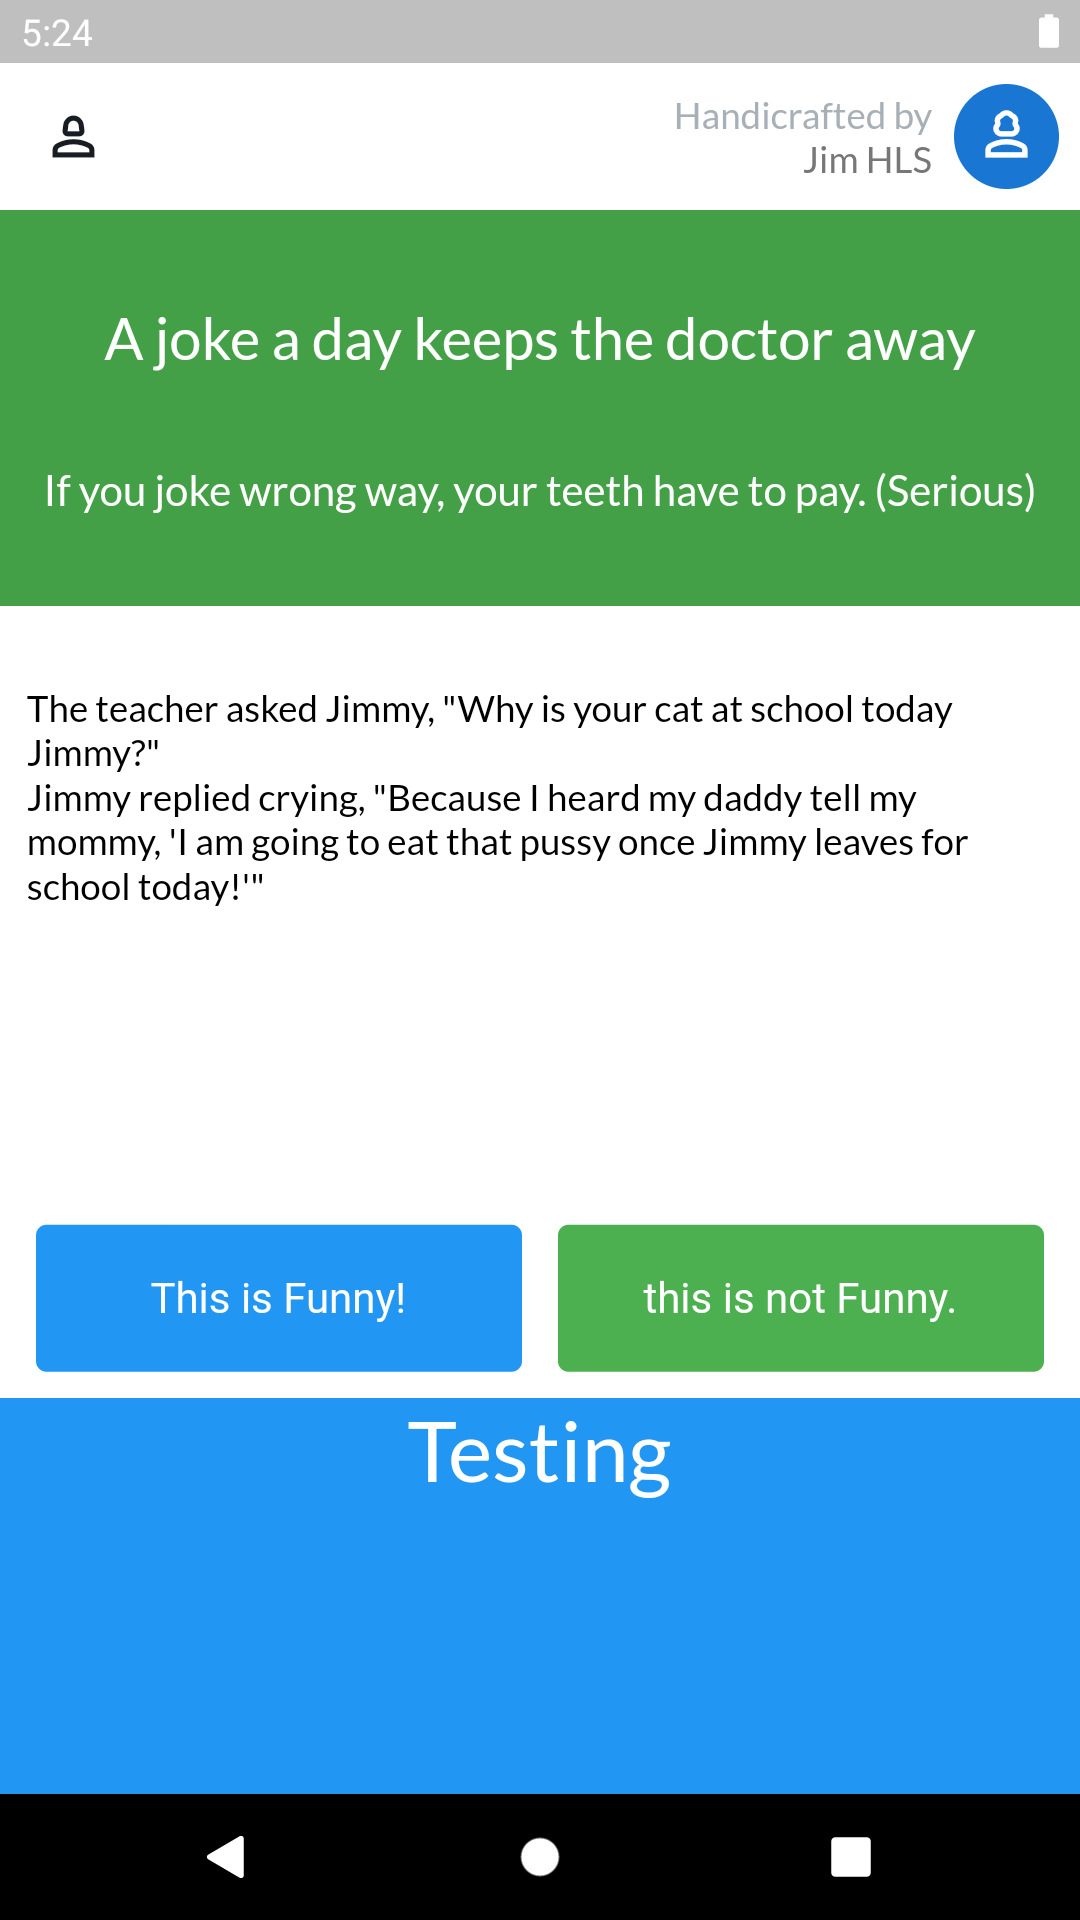 5:24
Handicrafted by
Jim HLS
A joke a day keeps the doctor away
If you joke wrong way, your teeth have to pay. (Serious)
The teacher asked Jimmy, "Why is your cat at school today
Jimmy?"
Jimmy replied crying, "Because I heard my daddy tell my
mommy, 'I am going to eat that pussy once Jimmy leaves for
school today!'"
This is Funny!
this is not Funny.
Testing